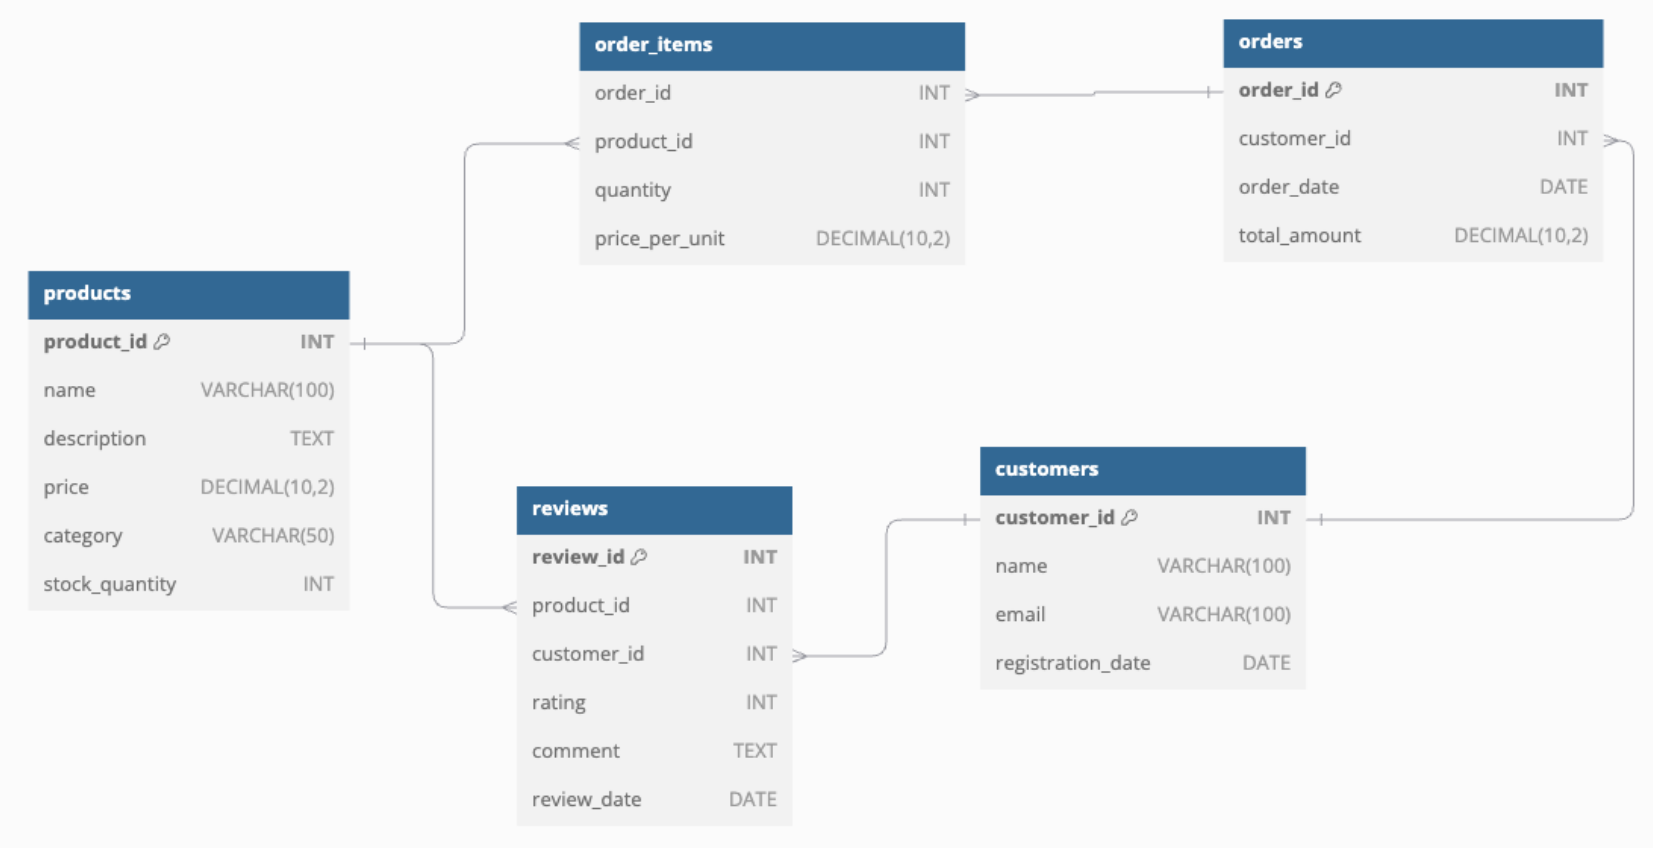 order_items
order_id INT
product_id INT
quantity INT
price_per_unit DECIMAL(10,2)
orders
order_id INT
customer_id INT
order_date DATE
total_amount DECIMAL(10,2)
products
product_id INT
name VARCHAR(100)
description TEXT
price DECIMAL(10,2)
category VARCHAR(50)
stock_quantity INT
reviews
review_id INT
product_id INT
customer_id INT
rating INT
comment TEXT
review_date DATE
customers
customer_id INT
name VARCHAR(100)
email VARCHAR(100)
registration_date DATE